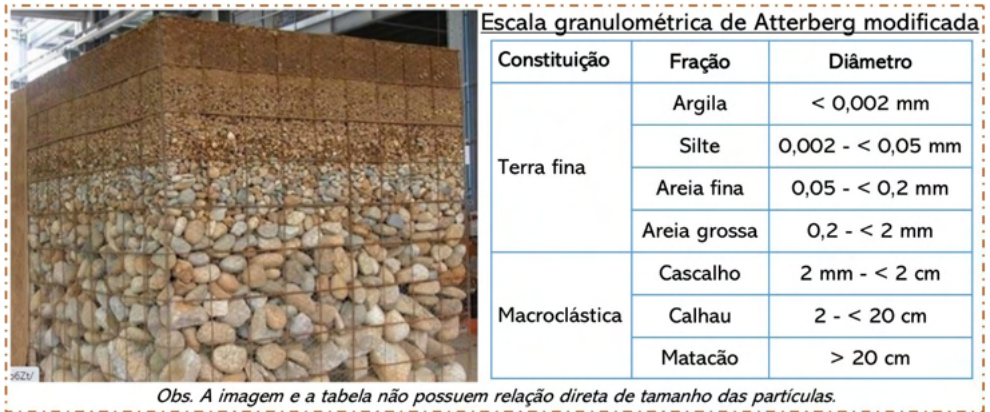 Escala granulométrica de Atterberg modificada
Constituição Fração Diâmetro
Terra fina
Argila < 0,002 mm
Silte 0,002 - < 0,05 mm
Areia fina 0,05 - < 0,2 mm
Areia grossa 0,2 - < 2 mm
Macroclástica
Cascalho 2 mm - < 2 cm
Calhau 2 - < 20 cm
Matacão > 20 cm
Obs. A imagem e a tabela não possuem relação direta de tamanho das partículas.